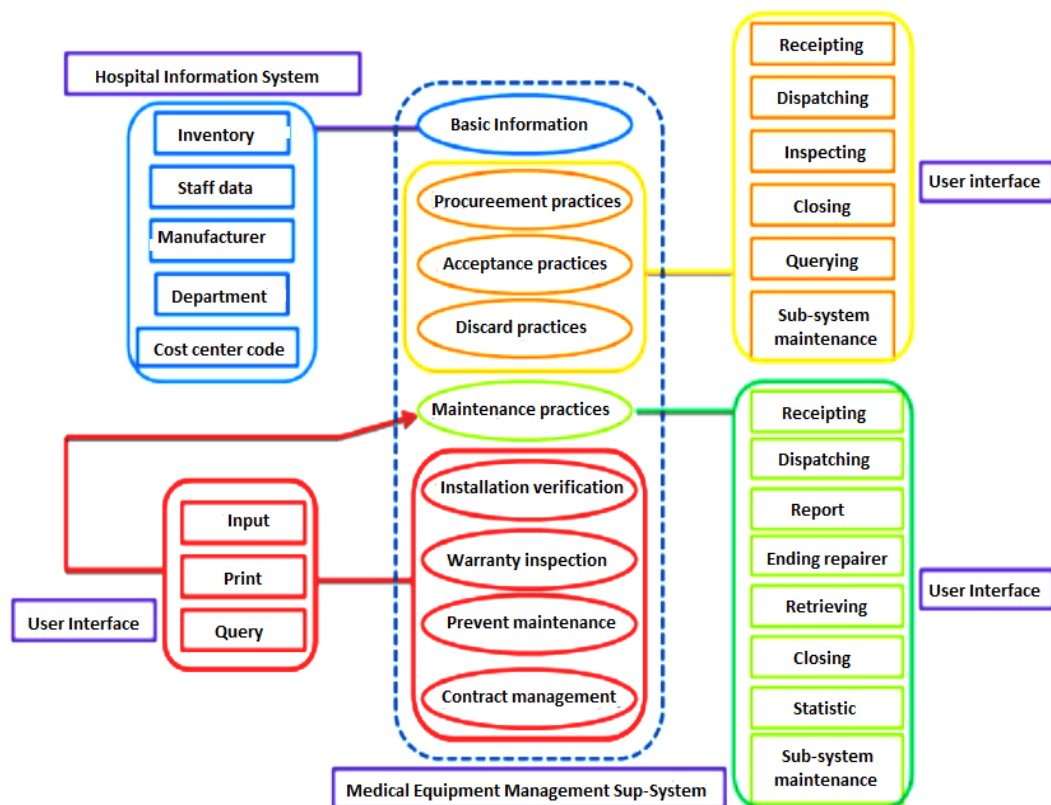 Hospital Information System
Inventory
Staff data
Manufacturer
Department
Cost center code
Basic Information
Procureement practices
Acceptance practices
Discard practices
Maintenance practices
Installation verification
Warranty inspection
Prevent maintenance
Contract management
Medical Equipment Management Sup-System
Input
Print
Query
User Interface
Receipting
Dispatching
Inspecting
Closing
Querying
Sub-system
maintenance
User interface
Receipting
Dispatching
Report
Ending repairer
Retrieving
Closing
Statistic
Sub-system
maintenance
User Interface